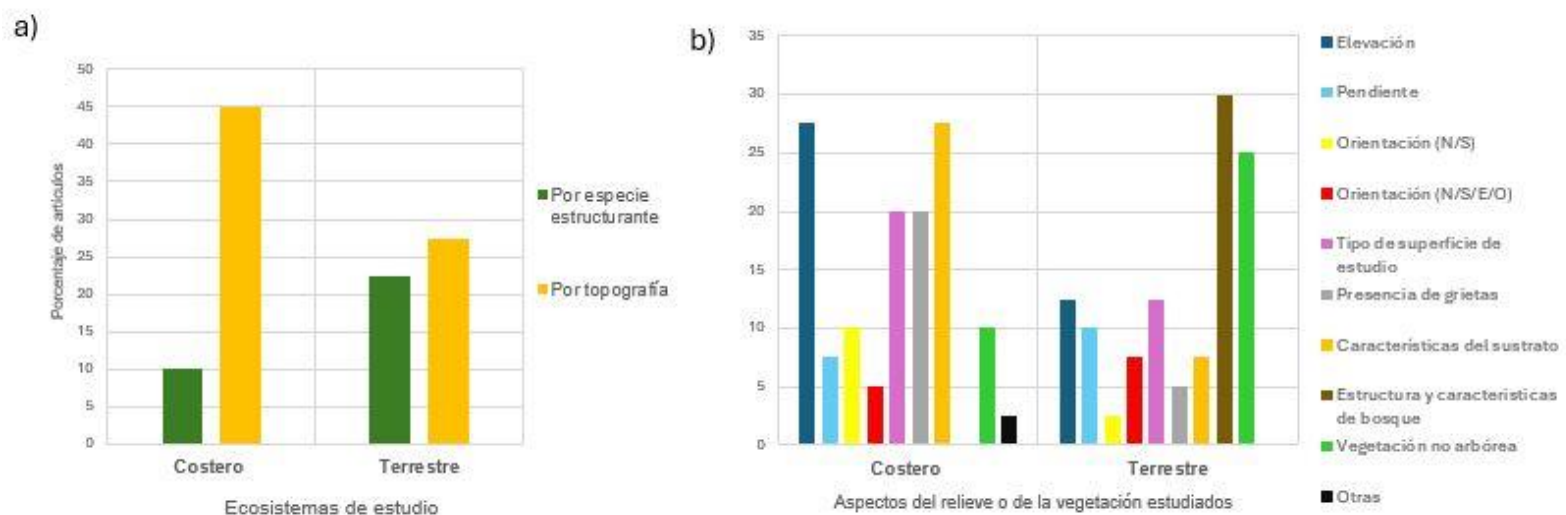 a)
50
45
40
35
30
25
20
15
10
5
0
Porcentaje de artículos
Costero
Terrestre
Ecosistemas de estudio
Por especie
estructurante
Por topografía
b)
35
30
25
20
15
10
5
0
Costero
Terrestre
Aspectos del relieve o de la vegetación estudiados
Elevación
Pendiente
Orientación (N/S)
Orientación (N/S/E/O)
Tipo de superficie de
estudio
Presencia de grietas
Características del sustrato
Estructura y características
de bosque
Vegetación no arbórea
Otras